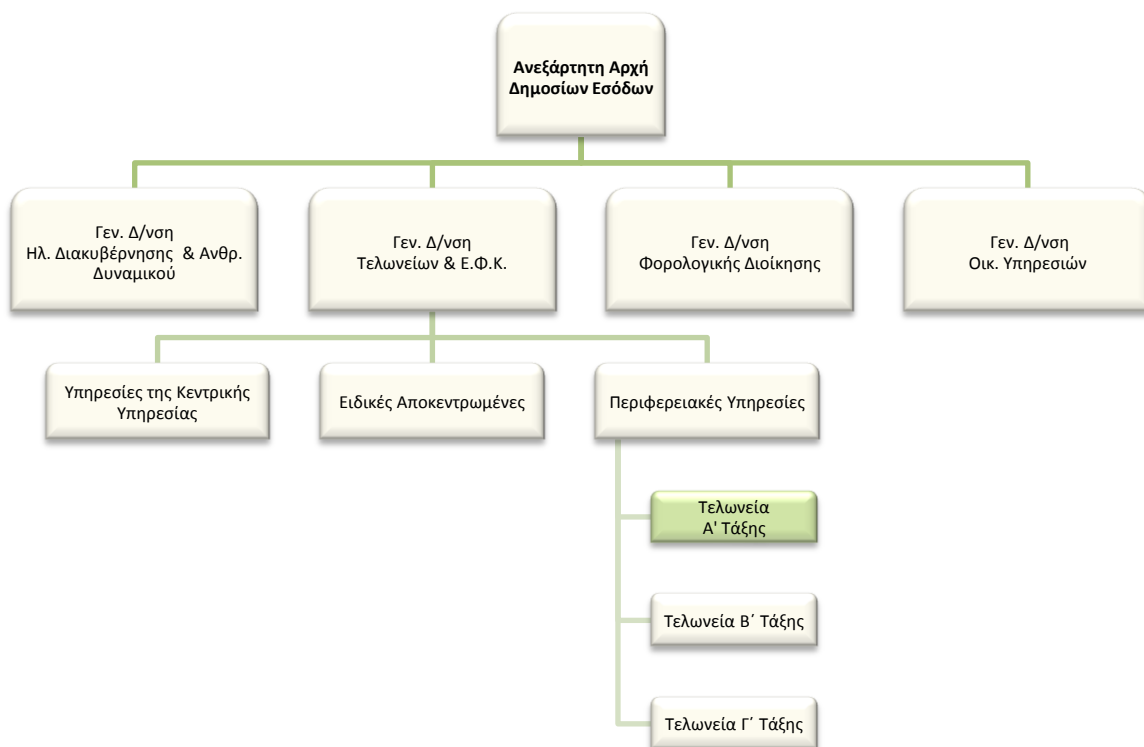 Ανεξάρτητη Αρχή
Δημοσίων Εσόδων
Γεν. Δ/νση
Ηλ. Διακυβέρνησης & Ανθρ.
Δυναμικού
Γεν. Δ/νση
Τελωνείων & Ε.Φ.Κ.
Γεν. Δ/νση
Φορολογικής Διοίκησης
Γεν. Δ/νση
Οικ. Υπηρεσιών
Υπηρεσίες της Κεντρικής
Υπηρεσίας
Ειδικές Αποκεντρωμένες
Περιφερειακές Υπηρεσίες
Τελωνεία
Α' Τάξης
Τελωνεία Β΄ Τάξης
Τελωνεία Γ΄ Τάξης